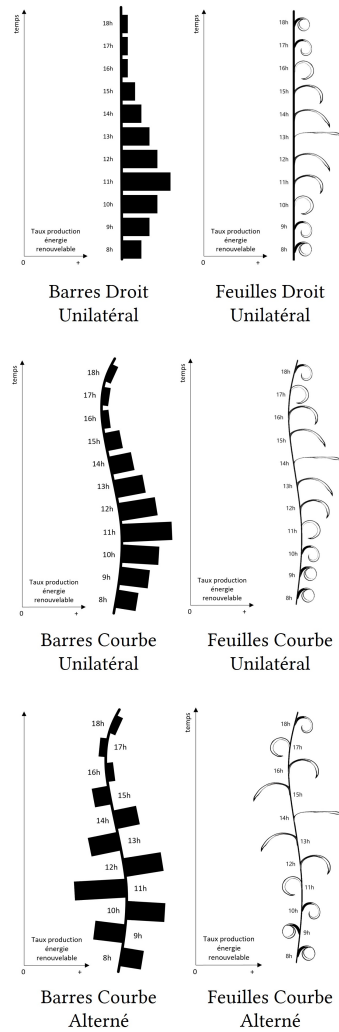 temps
18h
17h
16h
15h
14h
13h
12h
11h
10h
9h
8h
Taux production
énergie
renouvelable
0
+
Barres Droit
Unilatéral
temps
18h
17h
16h
15h
14h
13h
12h
11h
10h
9h
8h
Taux production
énergie
renouvelable
0
+
Feuilles Droit
Unilatéral
temps
18h
17h
16h
15h
14h
13h
12h
11h
10h
9h
8h
Taux production
énergie
renouvelable
0
+
Barres Courbe
Unilatéral
temps
18h
17h
16h
15h
14h
13h
12h
11h
10h
9h
8h
Taux production
énergie
renouvelable
0
+
Feuilles Courbe
Unilatéral
temps
18h
17h
16h
15h
14h
13h
12h
11h
10h
9h
8h
Taux production
énergie
renouvelable
0
+
Barres Courbe
Alterné
temps
18h
17h
16h
15h
14h
13h
12h
11h
10h
9h
8h
Taux production
énergie
renouvelable
0
+
Feuilles Courbe
Alterné